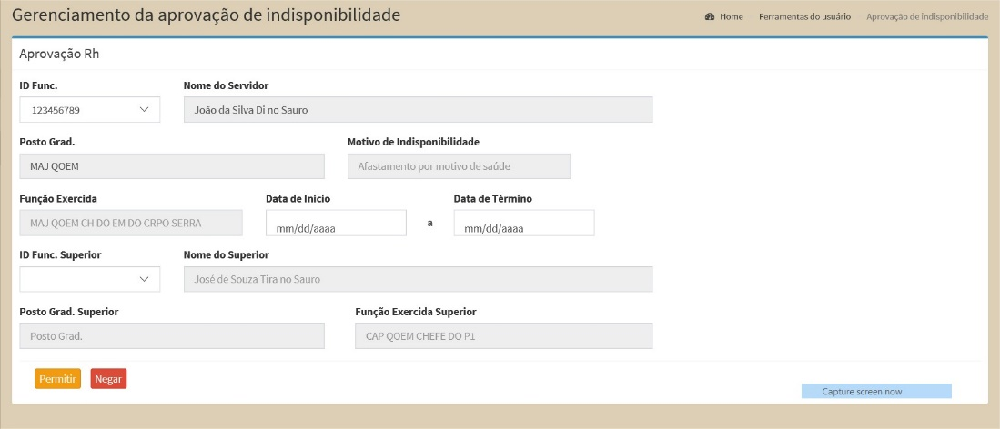 Gerenciamento da aprovação de indisponibilidade
Home Ferramentas do usuário Aprovação de indisponibilidade
Aprovação Rh
ID Func. Nome do Servidor
123456789 João da Silva Di no Sauro
Posto Grad. Motivo de Indisponibilidade
MAJ QOEM Afastamento por motivo de saúde
Função Exercida Data de Inicio Data de Término
MAJ QOEM CH DO EM DO CRPO SERRA mm/dd/aaaa a mm/dd/aaaa
ID Func. Superior Nome do Superior
José de Souza Tira no Sauro
Posto Grad. Superior Função Exercida Superior
Posto Grad. CAP QOEM CHEFE DO P1
Permitir Negar
Capture screen now